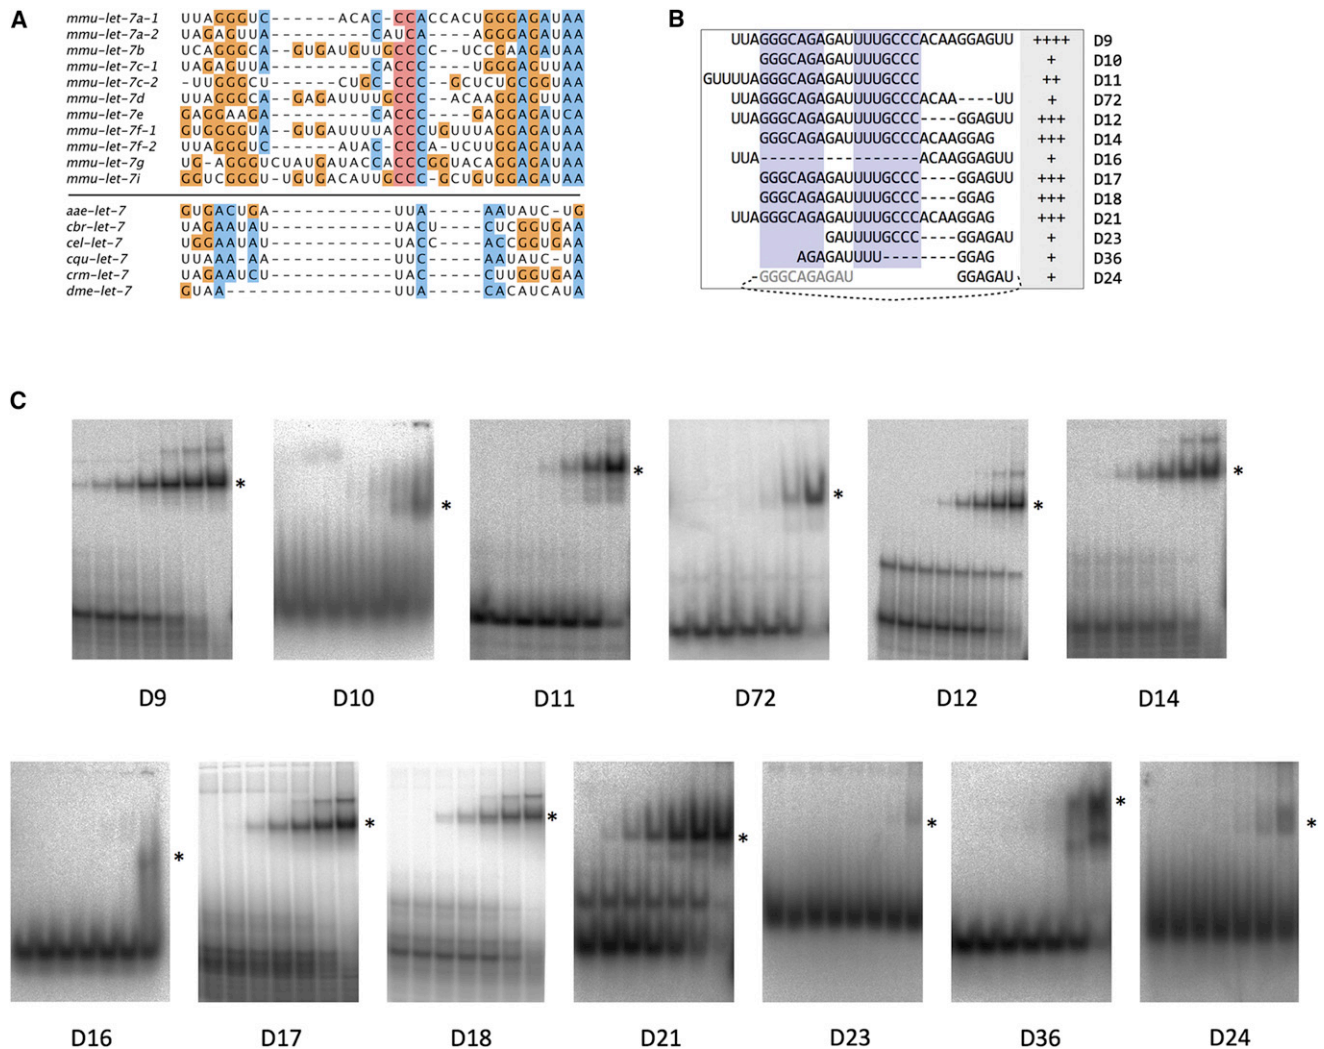 A
mmu-let-7a-1 UUAGGGUC------ACAC-CCACCACUGGGAGAUAA
mmu-let-7a-2 UAGAGUUA---------CAUCA----AGGGAGAUAA
mmu-let-7b UCAGGGCA--GUGAUGUUGCCCC--UCCGAAGAUAA
mmu-let-7c-1 UAGAGUUA---------CACCC----AGGGAGUUAA
mmu-let-7c-2 -UUGGGCU------CUGC-CCC--GCUCUGCGGUAA
mmu-let-7d UUAGGGCA--GAGAUUUUGCCC--ACAAGGAGUUAA
mmu-let-7e GAGGAAGA---------CACCC----GAGGAGAUCA
mmu-let-7f-1 GUGGGGUA--GUGAUUUUACCCUGUUUAGGAGAUAA
mmu-let-7f-2 UUAGGGUC------AUAC-CCCA-UCUUGGAGAUAA
mmu-let-7g UG-AGGGUCUAUGAUACCACCCGGUACAGGAGAUAA
mmu-let-7i GGUCGGGU-UGUGACAUUGCCC-GCUGUGGAGAUAA
aae-let-7 GUGACUGA-----------UUA-----AAUAUC-UG
cbr-let-7 UAGAAUAU-----------UACU----CUCGGUGAA
cel-let-7 UGGAAUAU-----------UACC----ACCGGUGAA
cqu-let-7 UUAAA-AA-----------UUC-----AAUAUC-UA
crm-let-7 UAGAAUCU-----------UAC-----CUUGGUGAA
dme-let-7 GUAA---------------UUA-----CACAUCAUA
B
UUAGGGCAGAGAUUUUGCCCACAAGGAGUU ++++ D9
GGGCAGAGAUUUUGCCC + D10
GUUUUAGGGCAGAGAUUUUGCCC ++ D11
UUAGGGCAGAGAUUUUGCCCACAA----UU + D72
UUAGGGCAGAGAUUUUGCCC----GGAGUU +++ D12
GGGCAGAGAUUUUGCCCACAAGGAG +++ D14
UUA-----------------ACAAGGAGUU + D16
GGGCAGAGAUUUUGCCC----GGAGUU +++ D17
GGGCAGAGAUUUUGCCC----GGAG +++ D18
UUAGGGCAGAGAUUUUGCCCACAAGGAG +++ D21
GAUUUUGCCC----GGAGAU + D23
AGAGAUUUU--------GGAG + D36
GGGCAGAGAU GGAGAU + D24
C
* * * * * *
D9 D10 D11 D72 D12 D14
* * * * * * *
D16 D17 D18 D21 D23 D36 D24